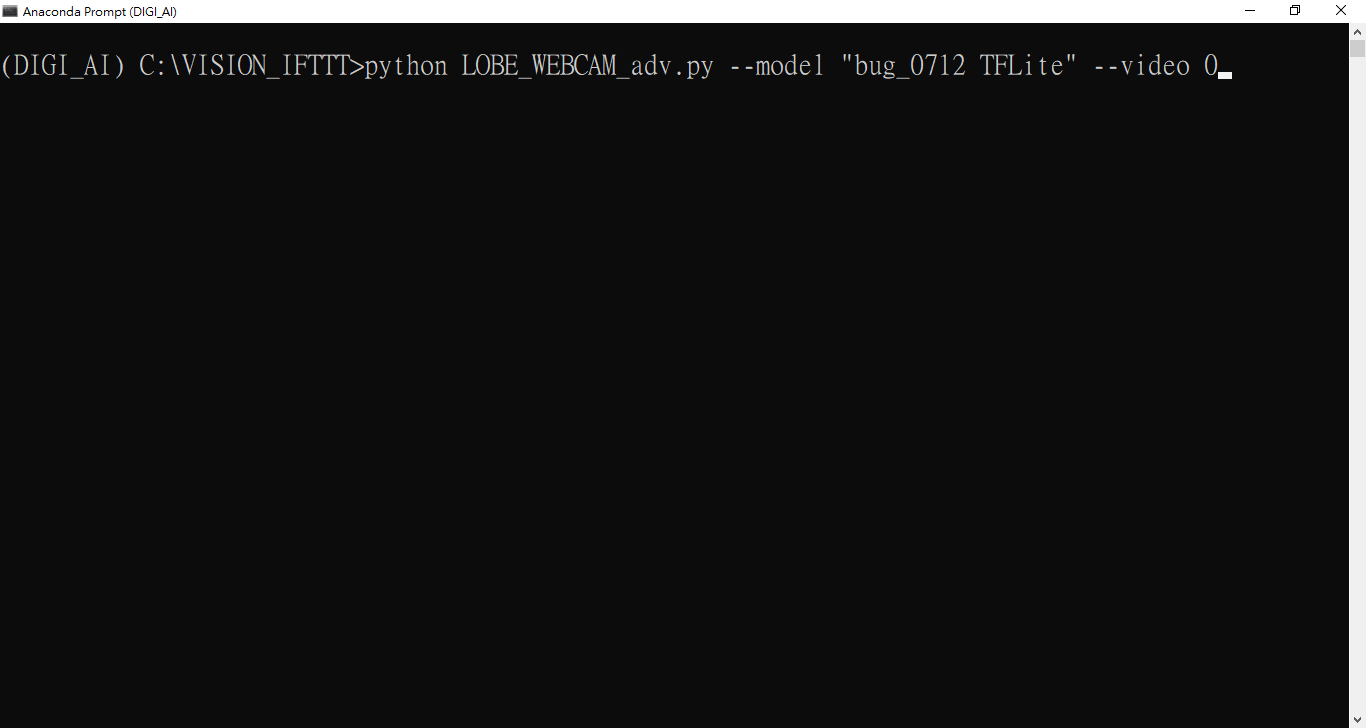 Anaconda Prompt (DIGI_AI)
(DIGI_AI) C:\VISION_IFTTT>python LOBE_WEBCAM_adv.py --model "bug_0712 TFLite" --video 0